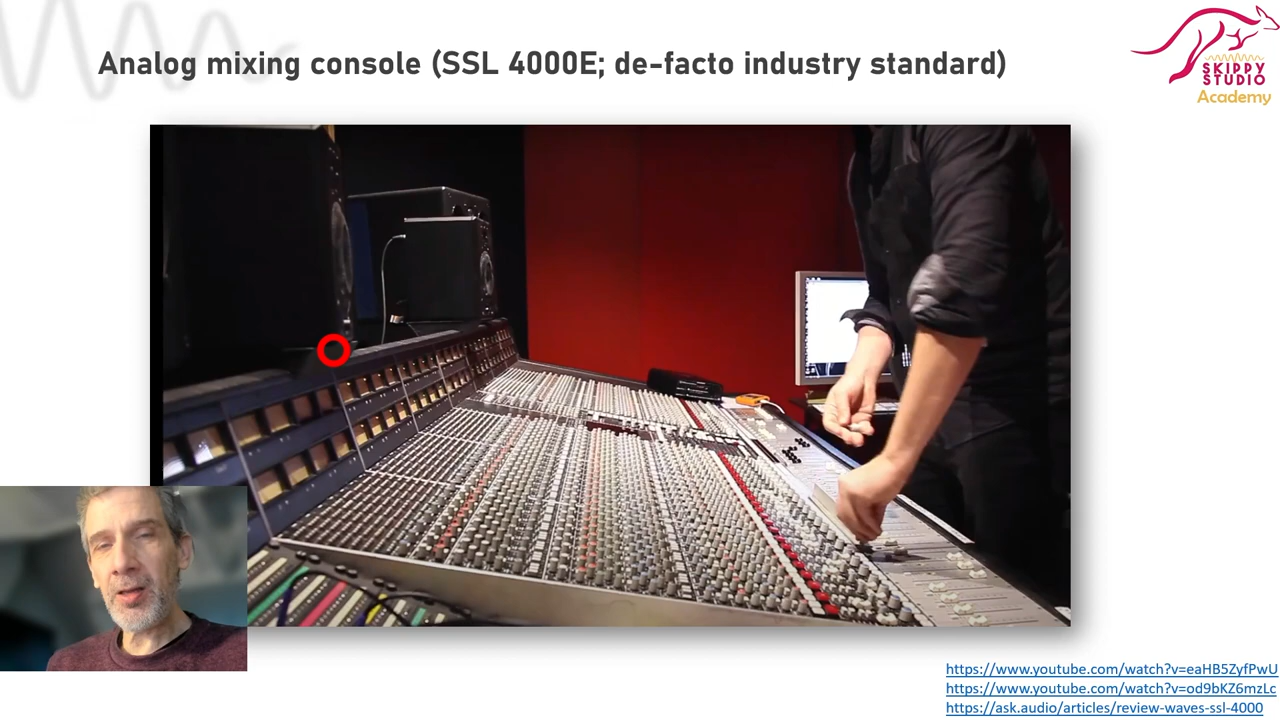 Analog mixing console (SSL 4000E; de-facto industry standard)
SKIPPY
STUDIO
Academy
https://www.youtube.com/watch?v=eaHB5ZyfPwU
https://www.youtube.com/watch?v=od9bKZ6mzLc
https://ask.audio/articles/review-waves-ssl-4000